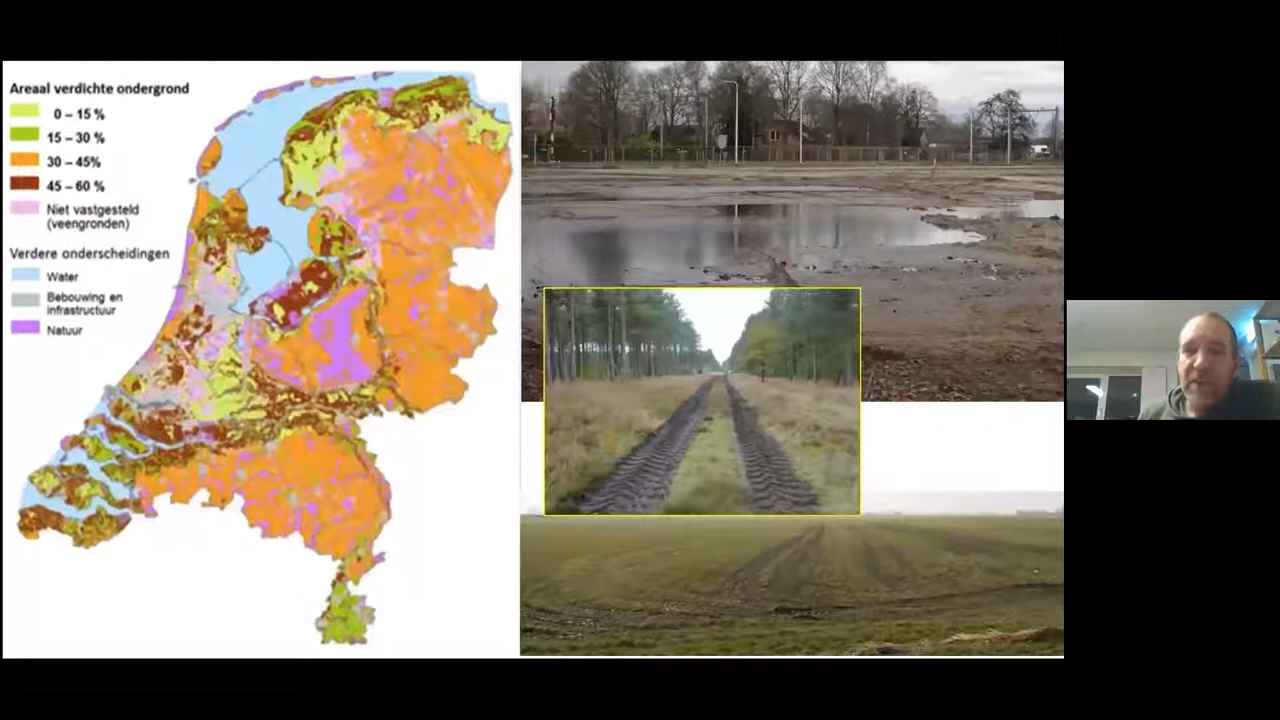 Areaal verdichte ondergrond
0 – 15 %
15 – 30 %
30 – 45%
45 – 60 %
Niet vastgesteld
(veengronden)
Verdere onderscheidingen
Water
Bebouwing en
infrastructuur
Natuur